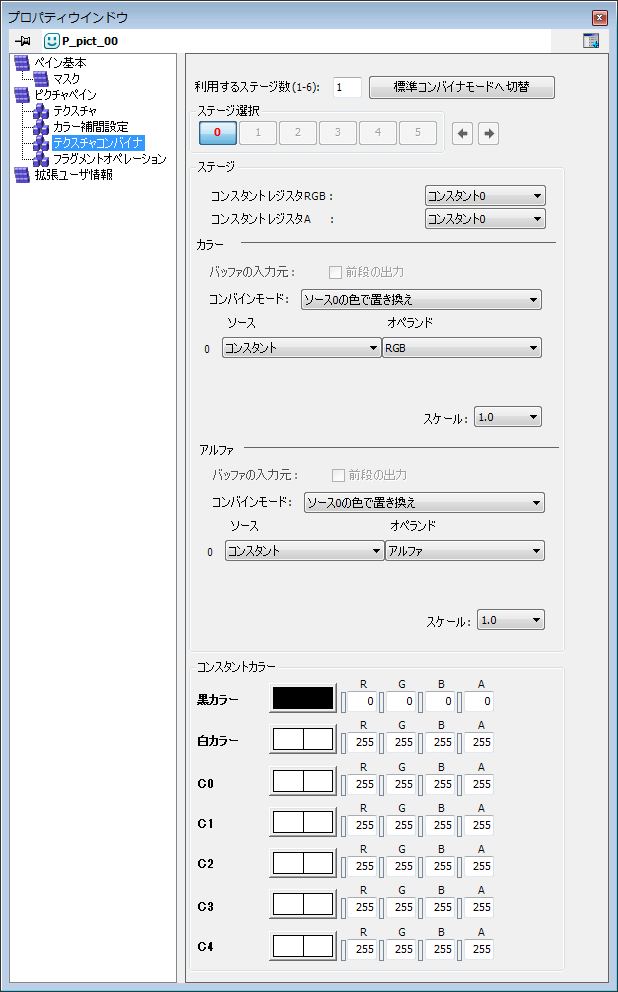 プロパティウインドウ
P_pict_00
ペイン基本
マスク
ピクチャペイン
テクスチャ
カラー補間設定
テクスチャコンバイナ
フラグメントオペレーション
拡張ユーザ情報
利用するステージ数(1-6): 1 標準コンバイナモードへ切替
ステージ選択
0 1 2 3 4 5
ステージ
コンスタントレジスタRGB : コンスタント0
コンスタントレジスタA : コンスタント0
カラー
バッファの入力元 : 前段の出力
コンバインモード: ソース0の色で置き換え
ソース オペランド
0 コンスタント RGB
スケール: 1.0
アルファ
バッファの入力元 : 前段の出力
コンバインモード: ソース0の色で置き換え
ソース オペランド
0 コンスタント アルファ
スケール: 1.0
コンスタントカラー
R G B A
黒カラー 0 0 0 0
R G B A
白カラー 255 255 255 255
R G B A
C0 255 255 255 255
R G B A
C1 255 255 255 255
R G B A
C2 255 255 255 255
R G B A
C3 255 255 255 255
R G B A
C4 255 255 255 255